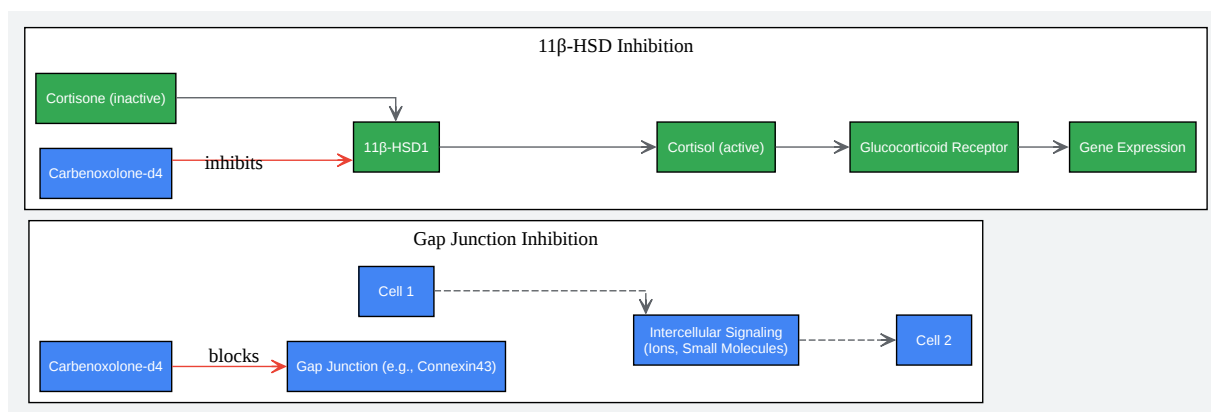 11β-HSD Inhibition
Cortisone (inactive)
Carbenoxolone-d4
inhibits
11β-HSD1
Cortisol (active)
Glucocorticoid Receptor
Gene Expression
Gap Junction Inhibition
Cell 1
Intercellular Signaling
(Ions, Small Molecules)
Cell 2
Carbenoxolone-d4
blocks
Gap Junction (e.g., Connexin43)